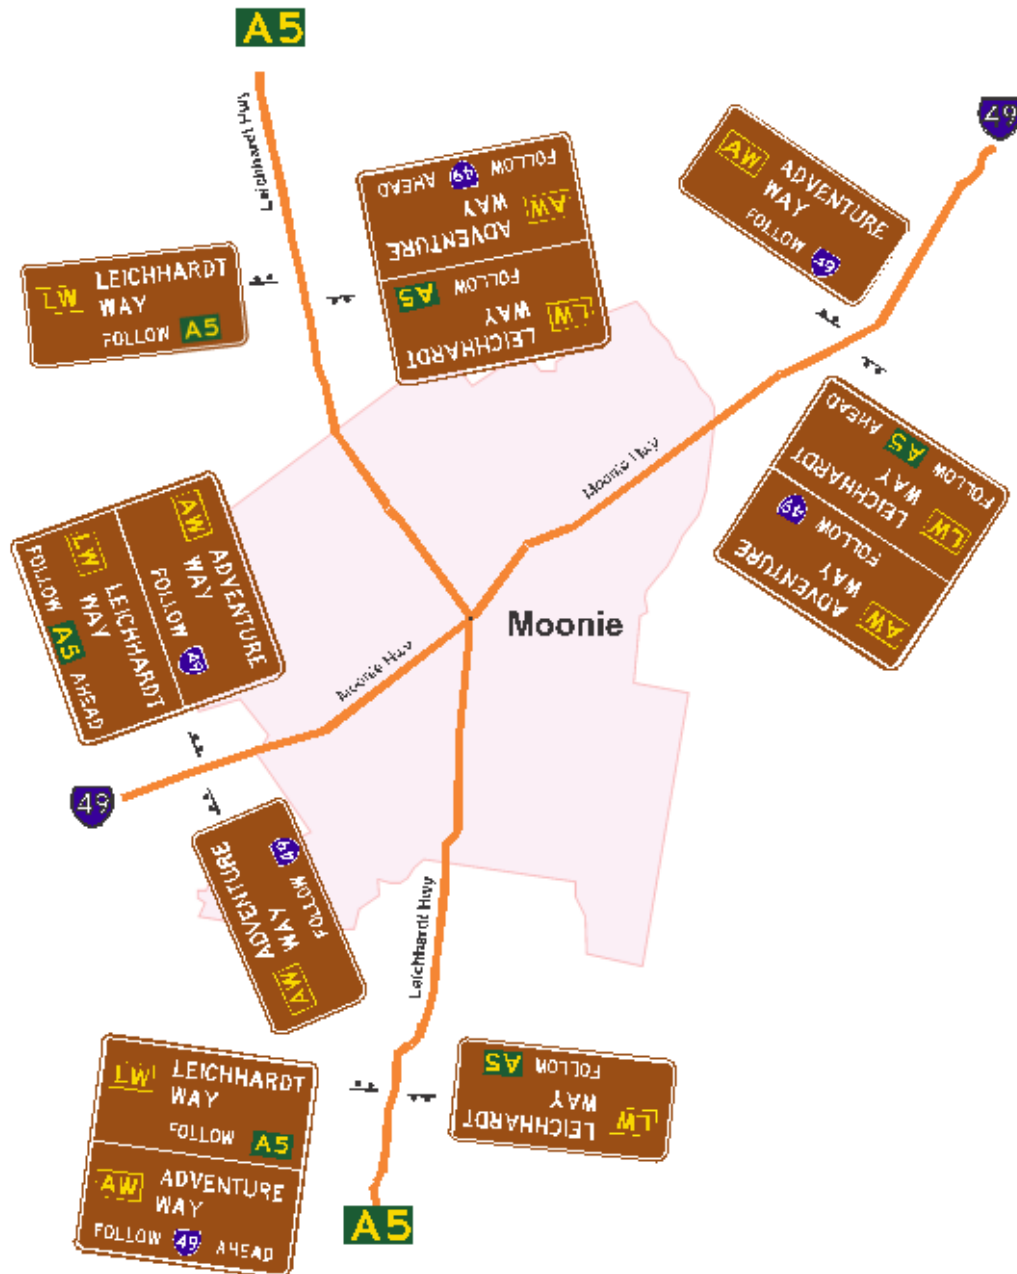 A5
Leichhardt Hwy
49
AW ADVENTURE
WAY
FOLLOW 49
LW LEICHHARDT
WAY
FOLLOW A5
AW ADVENTURE
WAY
FOLLOW 49 AHEAD
LW LEICHHARDT
WAY
FOLLOW A5
LW LEICHHARDT
WAY
FOLLOW A5 AHEAD
AW ADVENTURE
WAY
FOLLOW 49
Moonie Hwy
AW ADVENTURE
WAY
FOLLOW 49
LW LEICHHARDT
WAY
FOLLOW A5 AHEAD
Moonie
Moonie Hwy
49
AW ADVENTURE
WAY
FOLLOW 49
Leichhardt Hwy
LW LEICHHARDT
WAY
FOLLOW A5
AW ADVENTURE
WAY
FOLLOW 49 AHEAD
LW LEICHHARDT
WAY
FOLLOW A5
A5